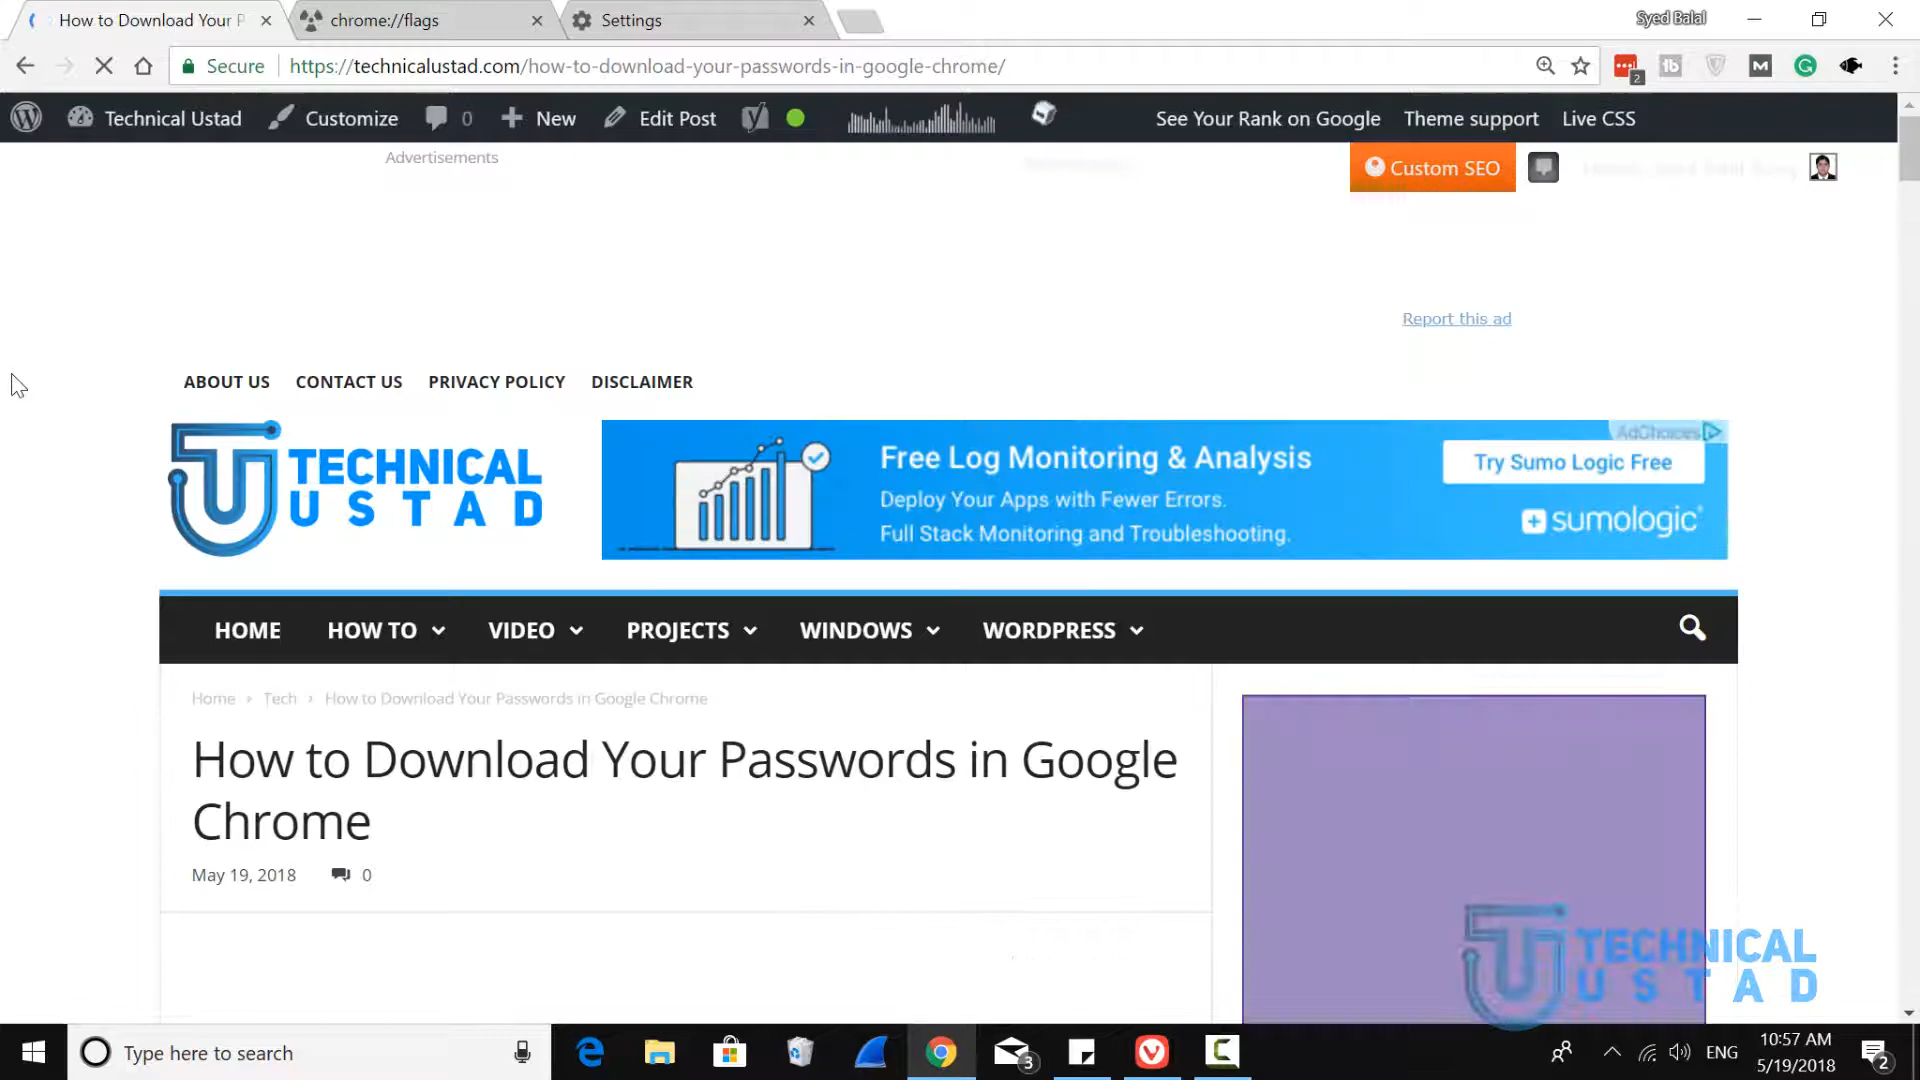 How to Download Your P
chrome://flags
Settings
Syed Balal
Secure
https://technicalustad.com/how-to-download-your-passwords-in-google-chrome/
2
Technical Ustad
Customize
0
New
Edit Post
See Your Rank on Google
Theme support
Live CSS
Advertisements
Custom SEO
Report this ad
ABOUT US
CONTACT US
PRIVACY POLICY
DISCLAIMER
TECHNICAL
USTAD
Free Log Monitoring & Analysis
Deploy Your Apps with Fewer Errors.
Full Stack Monitoring and Troubleshooting.
AdChoices
Try Sumo Logic Free
sumologic
HOME
HOW TO
VIDEO
PROJECTS
WINDOWS
WORDPRESS
Home › Tech › How to Download Your Passwords in Google Chrome
How to Download Your Passwords in Google
Chrome
May 19, 2018
0
TECHNICAL
USTAD
Type here to search
3
ENG
10:57 AM
5/19/2018
2